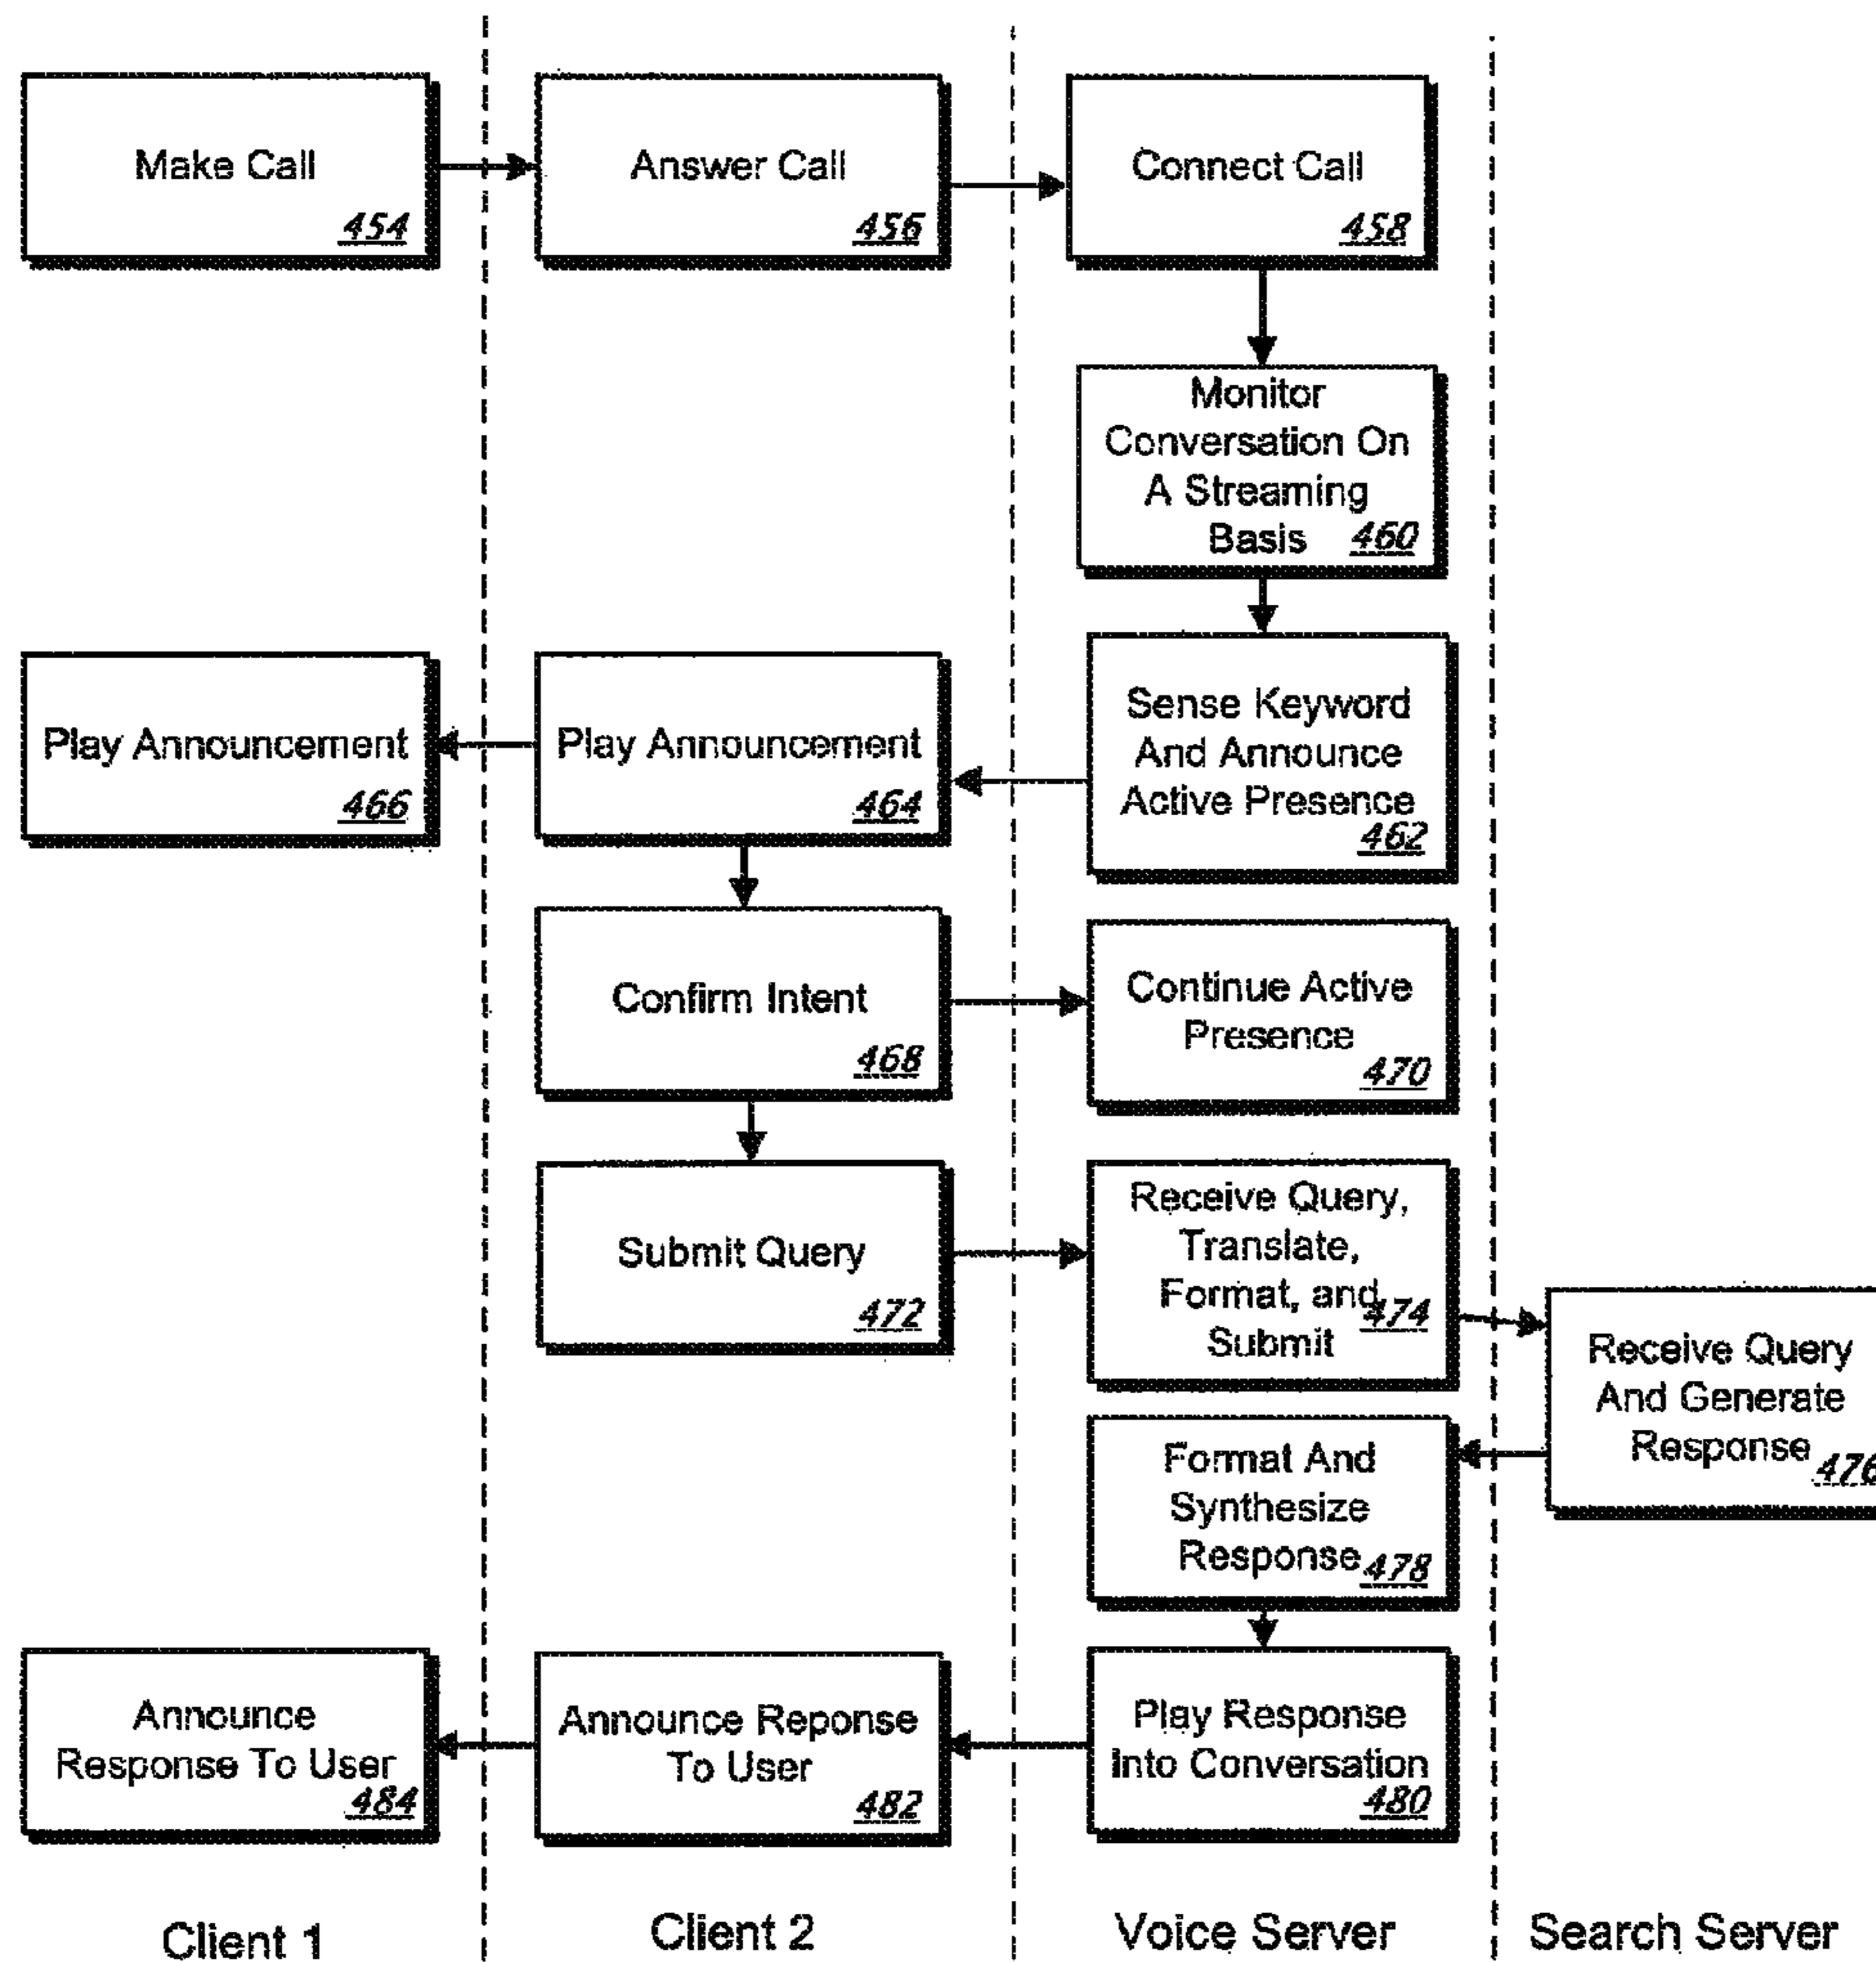 Make Call
454
Answer Call
456
Connect Call
458
Monitor
Conversation On
A Streaming
Basis 460
Play Announcement
466
Play Announcement
464
Sense Keyword
And Announce
Active Presence
462
Confirm Intent
468
Continue Active
Presence
470
Submit Query
472
Receive Query,
Translate,
Format, and
474
Submit
Receive Query
And Generate
Response
476
Format And
Synthesize
Response 478
Announce
Response To User
484
Announce Reponse
To User
482
Play Response
Into Conversation
480
Client 1
Client 2
Voice Server
Search Server